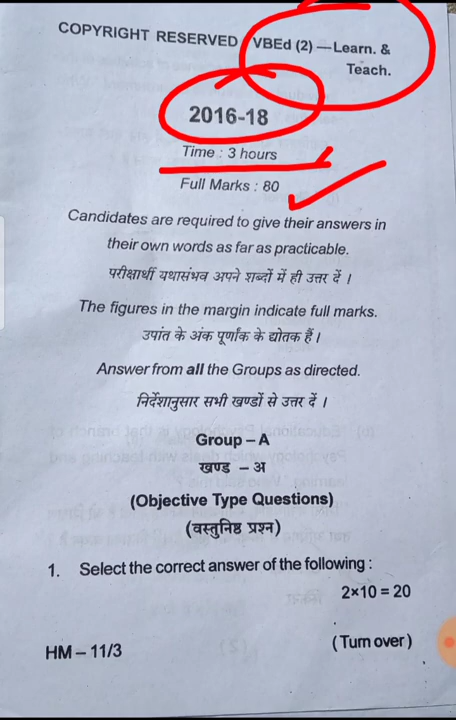 COPYRIGHT RESERVED VBEd (2) — Learn. &
Teach.
2016-18
Time : 3 hours
Full Marks : 80
Candidates are required to give their answers in
their own words as far as practicable.
परीक्षार्थी यथासंभव अपने शब्दों में ही उत्तर दें ।
The figures in the margin indicate full marks.
उपांत के अंक पूर्णांक के द्योतक हैं ।
Answer from all the Groups as directed.
निर्देशानुसार सभी खण्डों से उत्तर दें ।
Group – A
खण्ड – अ
(Objective Type Questions)
(वस्तुनिष्ठ प्रश्न)
1. Select the correct answer of the following :
2×10 = 20
HM – 11/3
(Turn over)